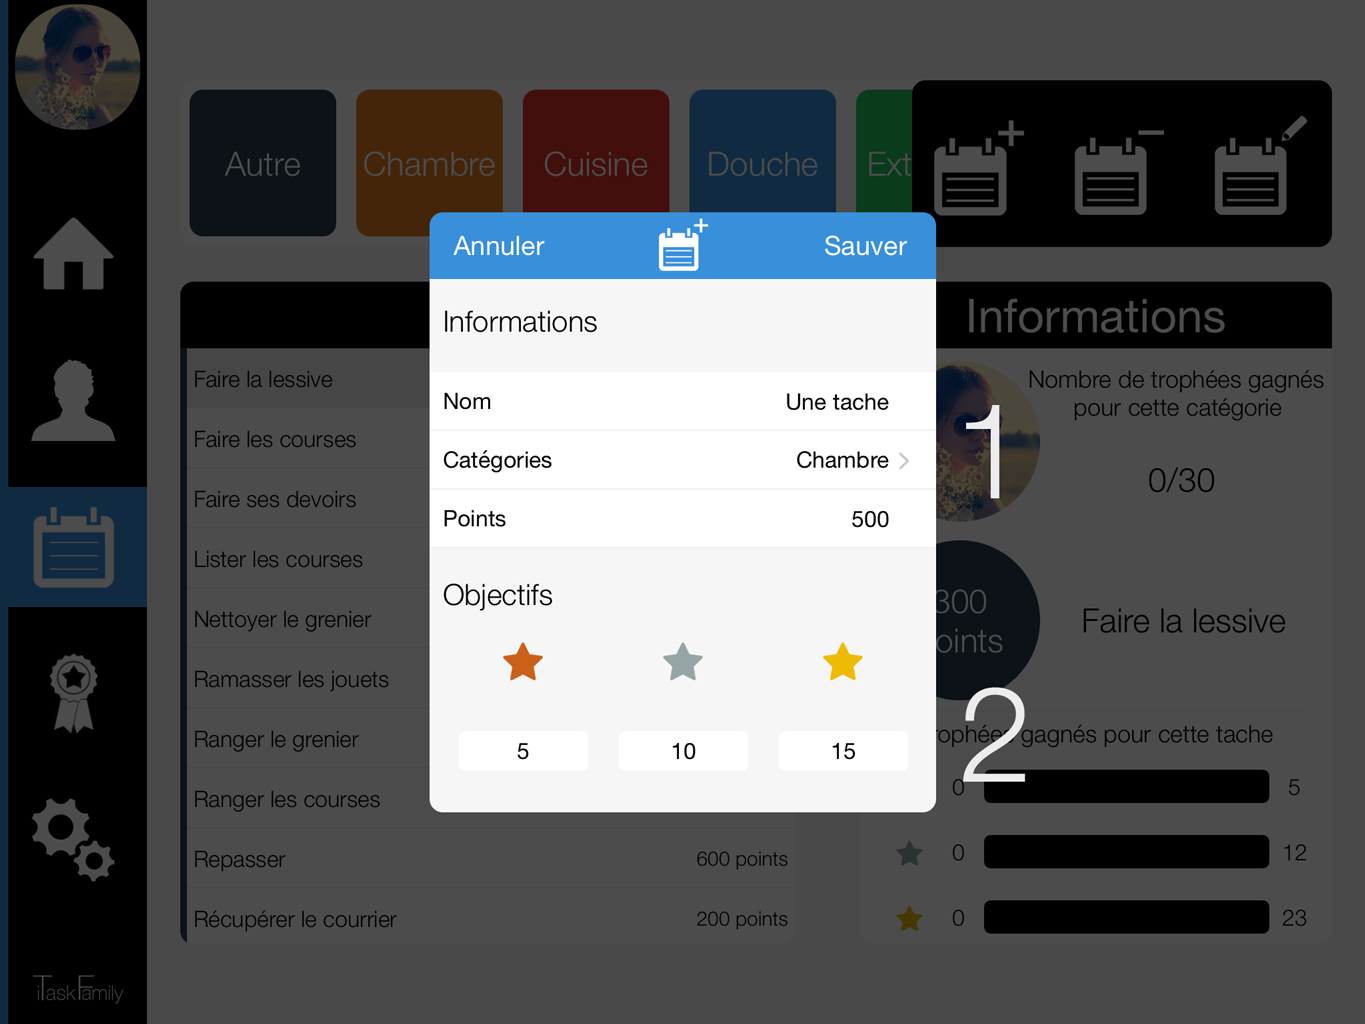 Autre
Chambre
Cuisine
Douche
Ext
Annuler
Sauver
Informations
Nom
Une tache
Catégories
Chambre
Points
500
Objectifs
5
10
15
1
2
Faire la lessive
Faire les courses
Faire ses devoirs
Lister les courses
Nettoyer le grenier
Ramasser les jouets
Ranger le grenier
Ranger les courses
Repasser
600 points
Récupérer le courrier
200 points
Informations
Nombre de trophées gagnés
pour cette catégorie
0/30
300
oints
Faire la lessive
rophées gagnés pour cette tache
0
5
0
12
0
23
iTaskFamily